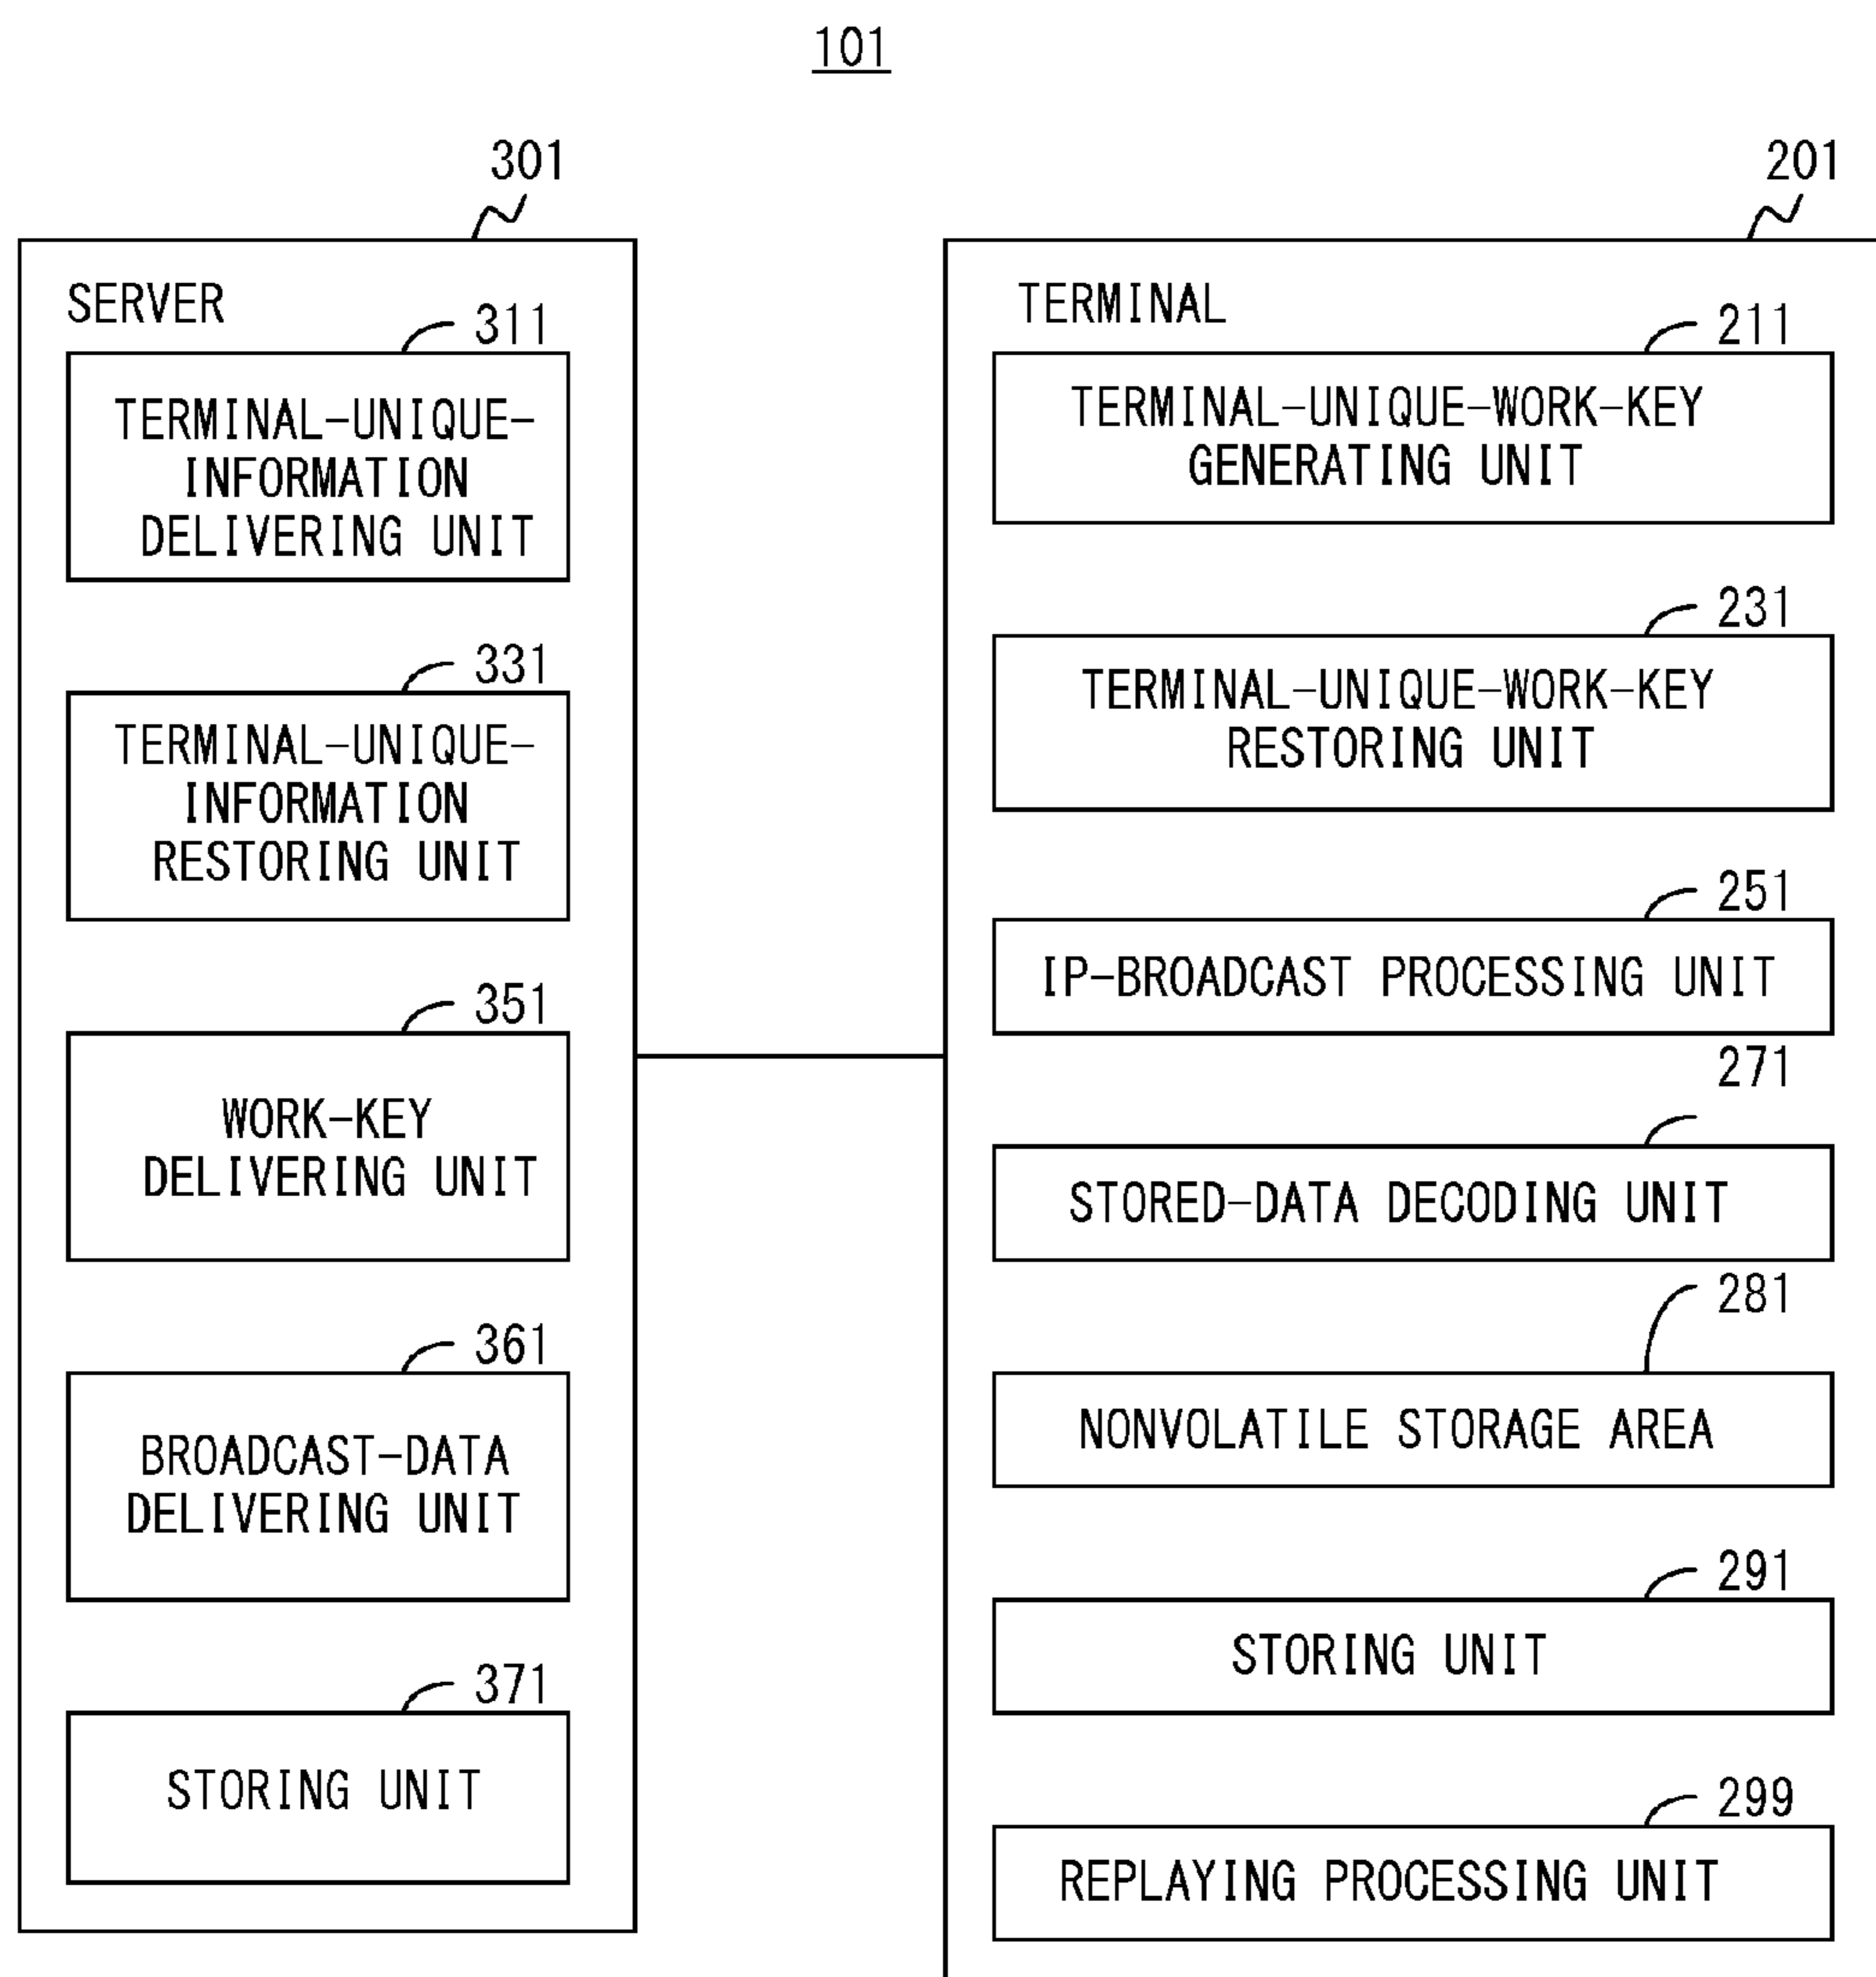 101
301
SERVER
311
TERMINAL-UNIQUE-
INFORMATION
DELIVERING UNIT
331
TERMINAL-UNIQUE-
INFORMATION
RESTORING UNIT
351
WORK-KEY
DELIVERING UNIT
361
BROADCAST-DATA
DELIVERING UNIT
371
STORING UNIT
201
TERMINAL
211
TERMINAL-UNIQUE-WORK-KEY
GENERATING UNIT
231
TERMINAL-UNIQUE-WORK-KEY
RESTORING UNIT
251
IP-BROADCAST PROCESSING UNIT
271
STORED-DATA DECODING UNIT
281
NONVOLATILE STORAGE AREA
291
STORING UNIT
299
REPLAYING PROCESSING UNIT